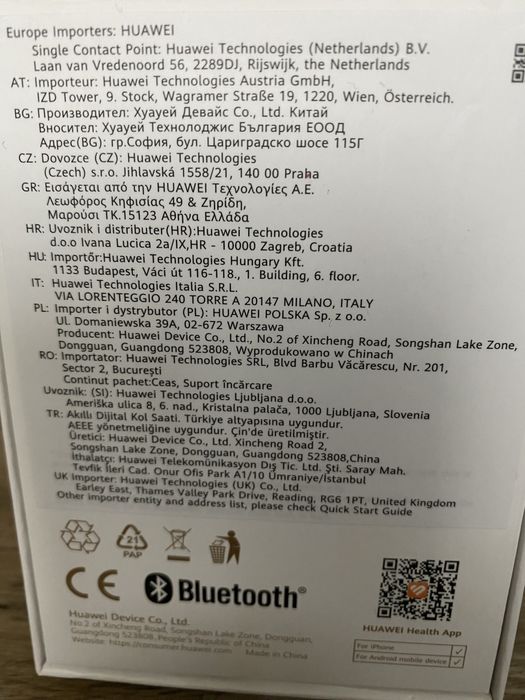 Europe Importers: HUAWEI
Single Contact Point: Huawei Technologies (Netherlands) B.V.
Laan van Vredenoord 56, 2289DJ, Rijswijk, the Netherlands
AT: Importeur: Huawei Technologies Austria GmbH,
IZD Tower, 9. Stock, Wagramer Straße 19, 1220, Wien, Österreich.
BG: Производител: Хуауей Девайс Co., Ltd. Китай
Вносител: Хуауей Технолоджис България ЕООД
Адрес(BG): гр.София, бул. Цариградско шосе 115Г
CZ: Dovozce (CZ): Huawei Technologies
(Czech) s.r.o. Jihlavská 1558/21, 140 00 Praha
GR: Εισάγεται από την HUAWEI Τεχνολογίες Α.Ε.
Λεωφόρος Κηφισίας 49 & Ζηρίδη,
Μαρούσι ΤΚ.15123 Αθήνα Ελλάδα
HR: Uvoznik i distributer(HR):Huawei Technologies
d.o.o Ivana Lucica 2a/IX,HR - 10000 Zagreb, Croatia
HU: Importőr:Huawei Technologies Hungary Kft.
1133 Budapest, Váci út 116-118., 1. Building, 6. floor.
IT: Huawei Technologies Italia S.R.L.
VIA LORENTEGGIO 240 TORRE A 20147 MILANO, ITALY
PL: Importer i dystrybutor (PL): HUAWEI POLSKA Sp. z o.o.
Ul. Domaniewska 39A, 02-672 Warszawa
Producent: Huawei Device Co., Ltd., No.2 of Xincheng Road, Songshan Lake Zone,
Dongguan, Guangdong 523808, Wyprodukowano w Chinach
RO: Importator: Huawei Technologies SRL, Blvd Barbu Văcărescu, Nr. 201,
Sector 2, București
Continut pachet:Ceas, Suport încărcare
Uvoznik: (SI): Huawei Technologies Ljubljana d.o.o.
Ameriška ulica 8, 6. nad., Kristalna palača, 1000 Ljubljana, Slovenia
TR: Akıllı Dijital Kol Saati. Türkiye altyapısına uygundur.
AEEE yönetmeliğine uygundur. Çin'de üretilmiştir.
Üretici: Huawei Device Co., Ltd. Xincheng Road 2,
Songshan Lake Zone, Dongguan, Guangdong 523808,China
İthalatçı: Huawei Telekomünikasyon Dış Tic. Ltd. Şti. Saray Mah.
Tevfik İleri Cad. Onur Ofis Park A1/10 Ümraniye/İstanbul
UK Importer: Huawei Technologies (UK) Co., Ltd.
Earley East, Thames Valley Park Drive, Reading, RG6 1PT, United Kingdom
Other importer entity and address list, please check Quick Start Guide
21
PAP
CE Bluetooth®
Huawei Device Co., Ltd.
No.2 of Xincheng Road, Songshan Lake Zone, Dongguan,
Guangdong 523808, People's Republic of China
Website: https://consumer.huawei.com Made in China
HUAWEI Health App
For iPhone
For Android mobile device